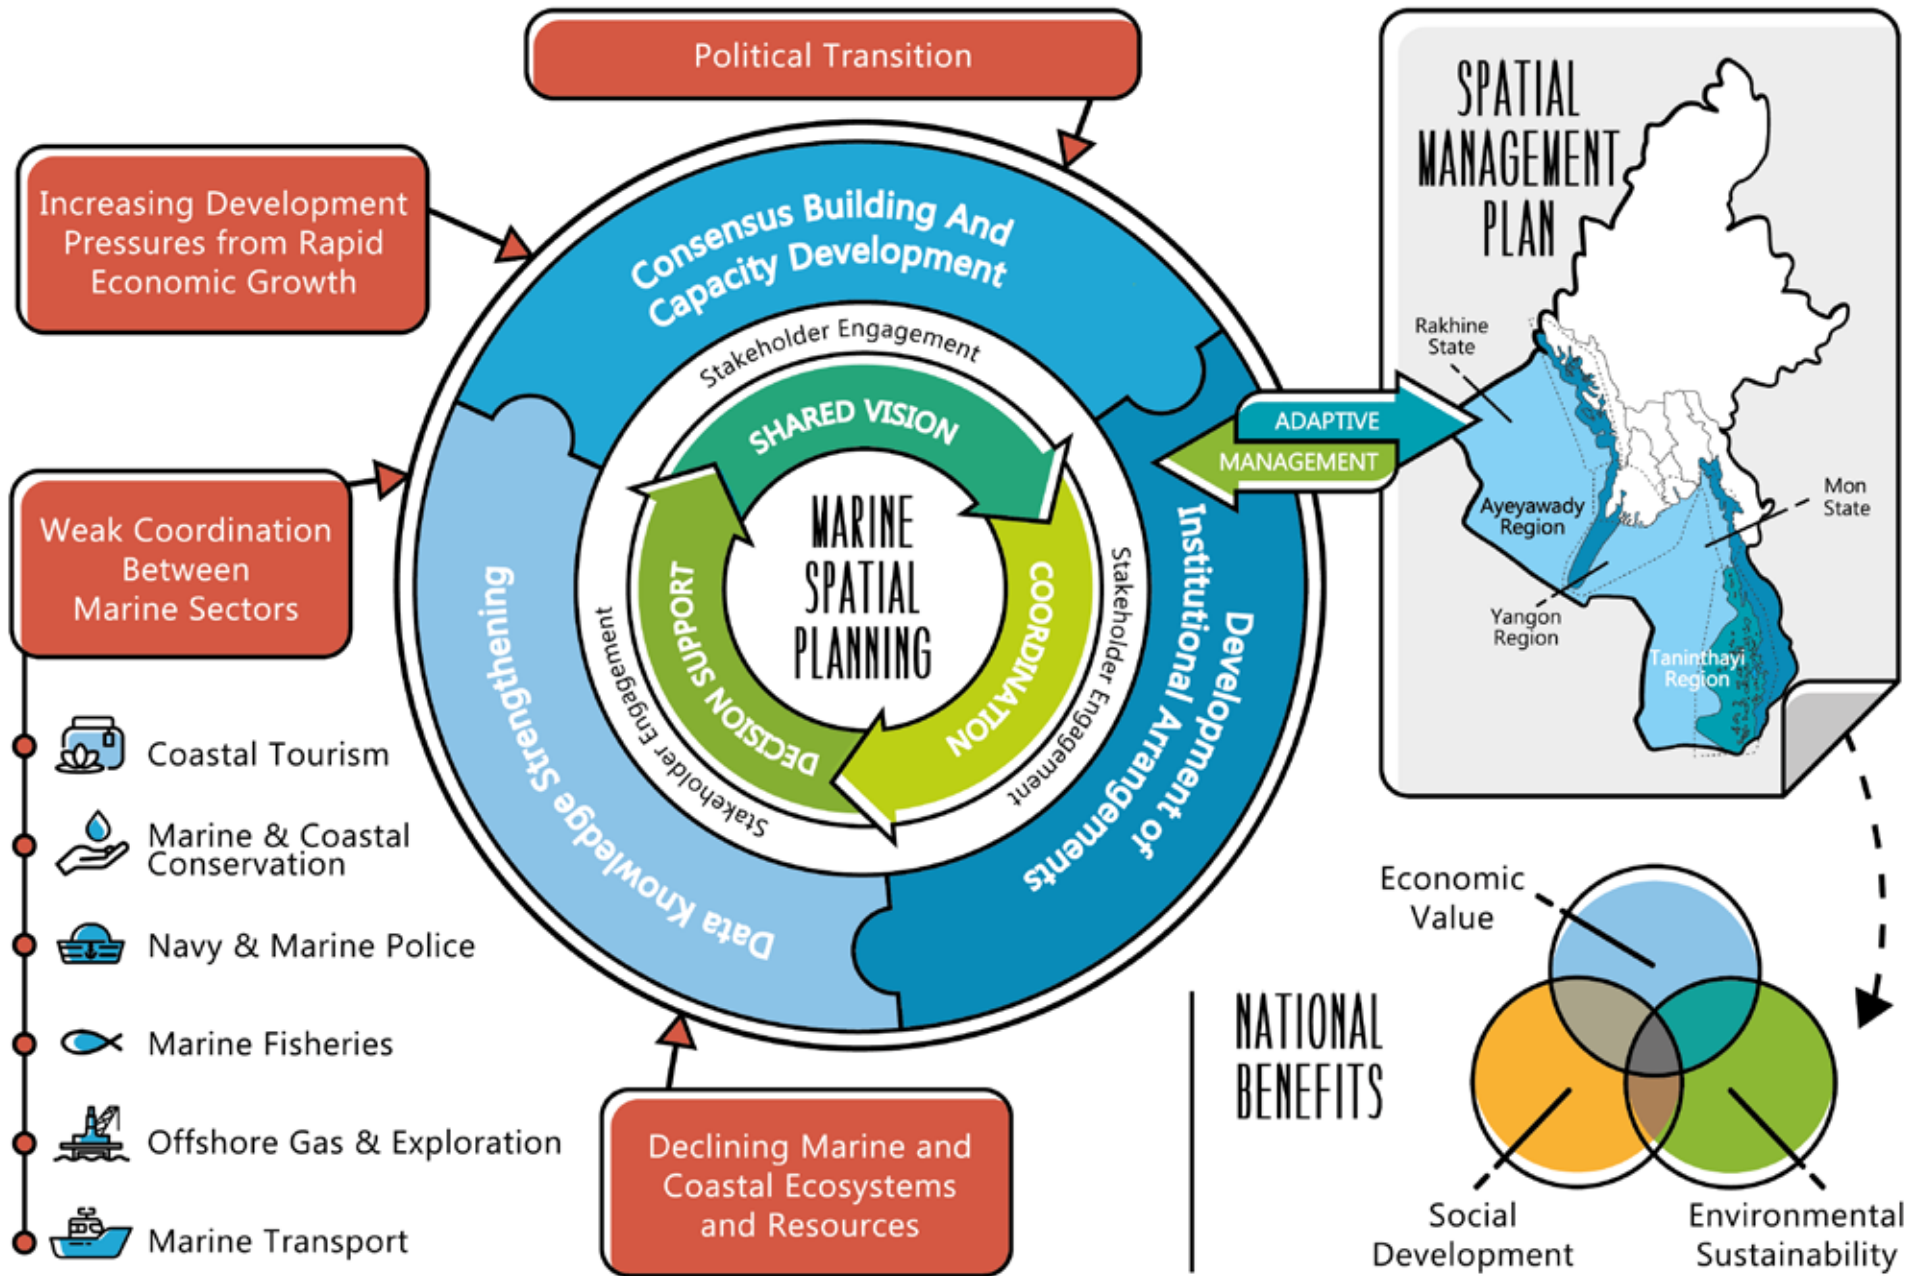 Political Transition
Increasing Development
Pressures from Rapid
Economic Growth
Weak Coordination
Between
Marine Sectors
Coastal Tourism
Marine & Coastal
Conservation
Navy & Marine Police
Marine Fisheries
Offshore Gas & Exploration
Marine Transport
Declining Marine and
Coastal Ecosystems
and Resources
Consensus Building And
Capacity Development
Development of
Institutional Arrangements
Data Knowledge Strengthening
Stakeholder Engagement
Stakeholder Engagement
Stakeholder Engagement
SHARED VISION
COORDINATION
DECISION SUPPORT
MARINE
SPATIAL
PLANNING
ADAPTIVE
MANAGEMENT
SPATIAL
MANAGEMENT
PLAN
Rakhine
State
Ayeyawady
Region
Mon
State
Yangon
Region
Taninthayi
Region
NATIONAL
BENEFITS
Economic
Value
Social
Development
Environmental
Sustainability